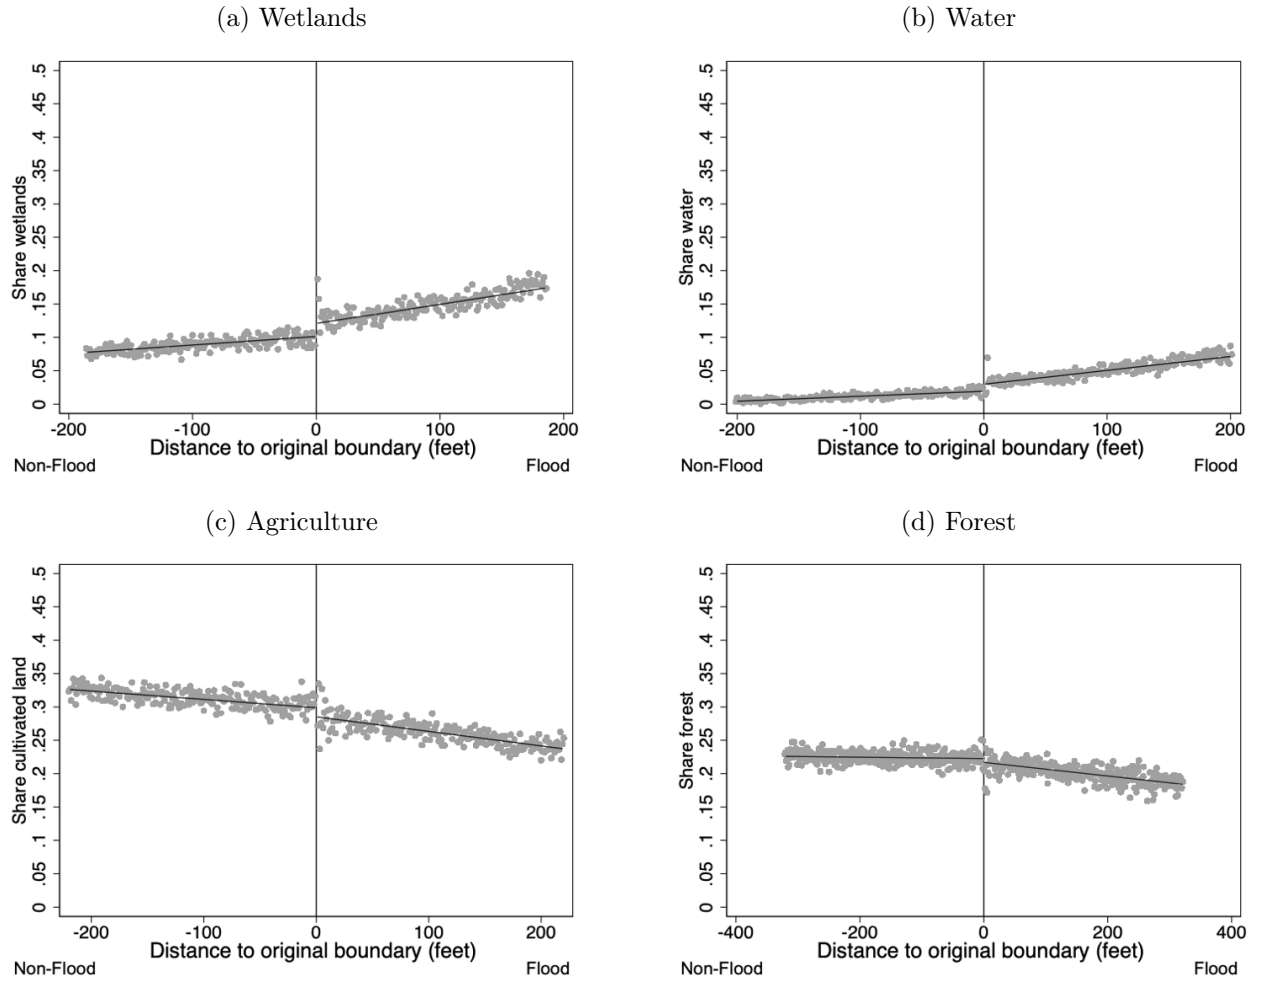 (a) Wetlands
Share wetlands
.5
.45
.4
.35
.3
.25
.2
.15
.1
.05
0
-200 -100 0 100 200
Distance to original boundary (feet)
Non-Flood Flood
(b) Water
Share water
.5
.45
.4
.35
.3
.25
.2
.15
.1
.05
0
-200 -100 0 100 200
Distance to original boundary (feet)
Non-Flood Flood
(c) Agriculture
Share cultivated land
.5
.45
.4
.35
.3
.25
.2
.15
.1
.05
0
-200 -100 0 100 200
Distance to original boundary (feet)
Non-Flood Flood
(d) Forest
Share forest
.5
.45
.4
.35
.3
.25
.2
.15
.1
.05
0
-400 -200 0 200 400
Distance to original boundary (feet)
Non-Flood Flood